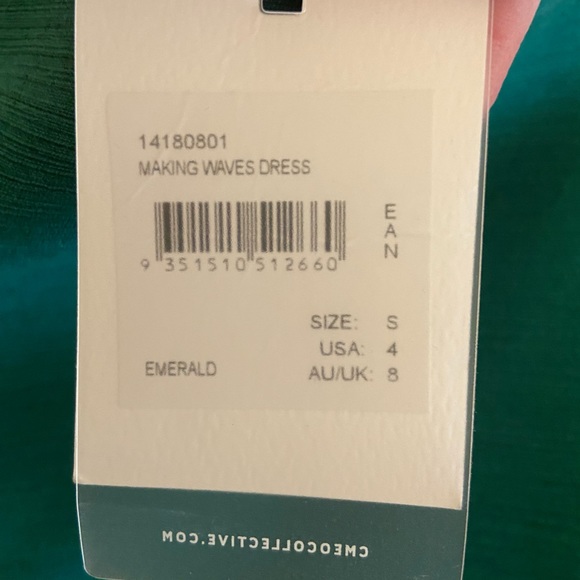 14180801
MAKING WAVES DRESS
EAN
9 351510 512660
SIZE: S
USA: 4
EMERALD
AU/UK: 8
CMEOCOLLECTIVE.COM